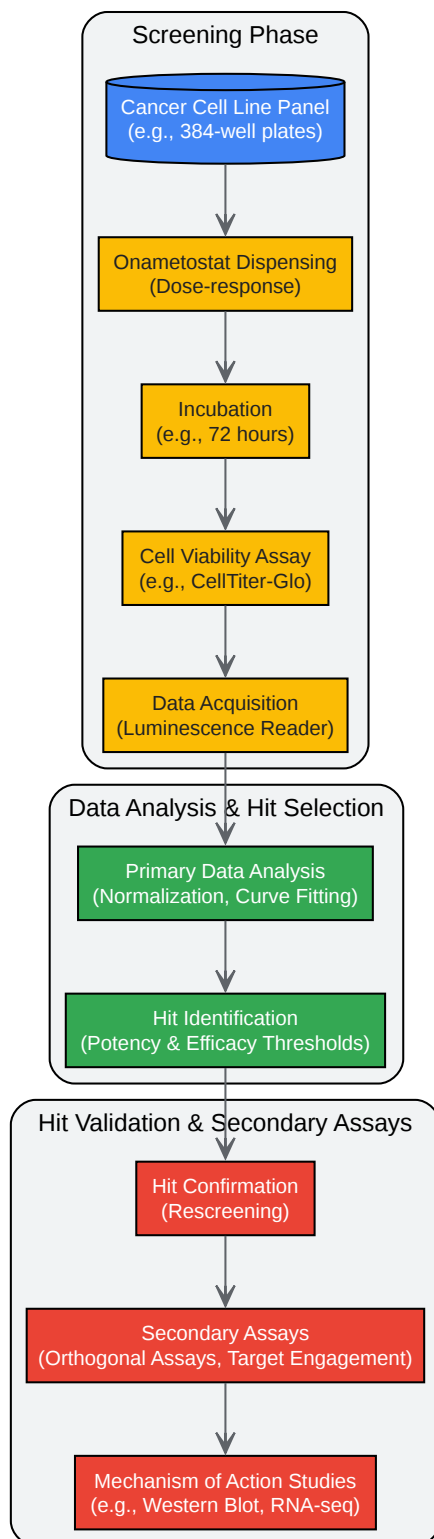 Screening Phase
Cancer Cell Line Panel
(e.g., 384-well plates)
Onametostat Dispensing
(Dose-response)
Incubation
(e.g., 72 hours)
Cell Viability Assay
(e.g., CellTiter-Glo)
Data Acquisition
(Luminescence Reader)
Data Analysis & Hit Selection
Primary Data Analysis
(Normalization, Curve Fitting)
Hit Identification
(Potency & Efficacy Thresholds)
Hit Validation & Secondary Assays
Hit Confirmation
(Rescreening)
Secondary Assays
(Orthogonal Assays, Target Engagement)
Mechanism of Action Studies
(e.g., Western Blot, RNA-seq)